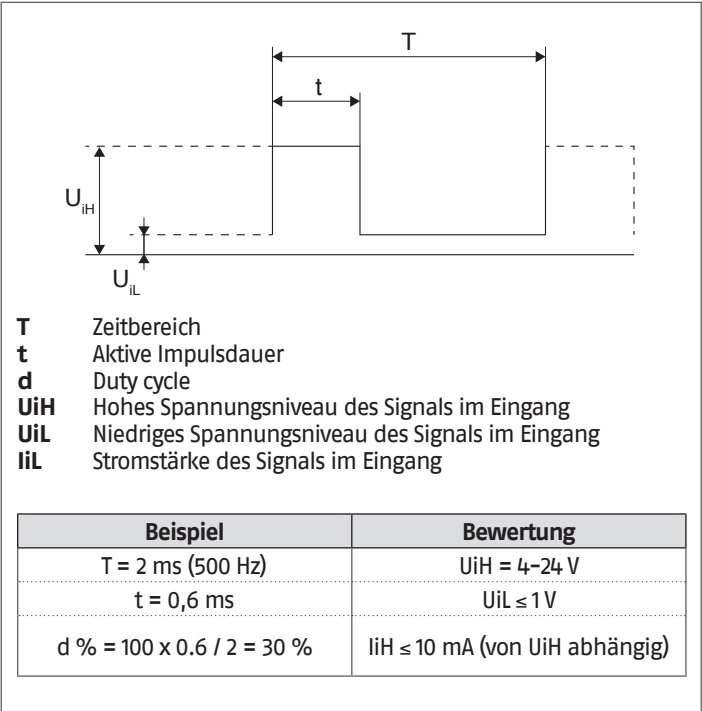 T
t
UiH
UiL
T Zeitbereich
t Aktive Impulsdauer
d Duty cycle
UiH Hohes Spannungsniveau des Signals im Eingang
UiL Niedriges Spannungsniveau des Signals im Eingang
IiL Stromstärke des Signals im Eingang
Beispiel Bewertung
T = 2 ms (500 Hz) UiH = 4–24 V
t = 0,6 ms UiL ≤ 1 V
d % = 100 x 0.6 / 2 = 30 % IiH ≤ 10 mA (von UiH abhängig)